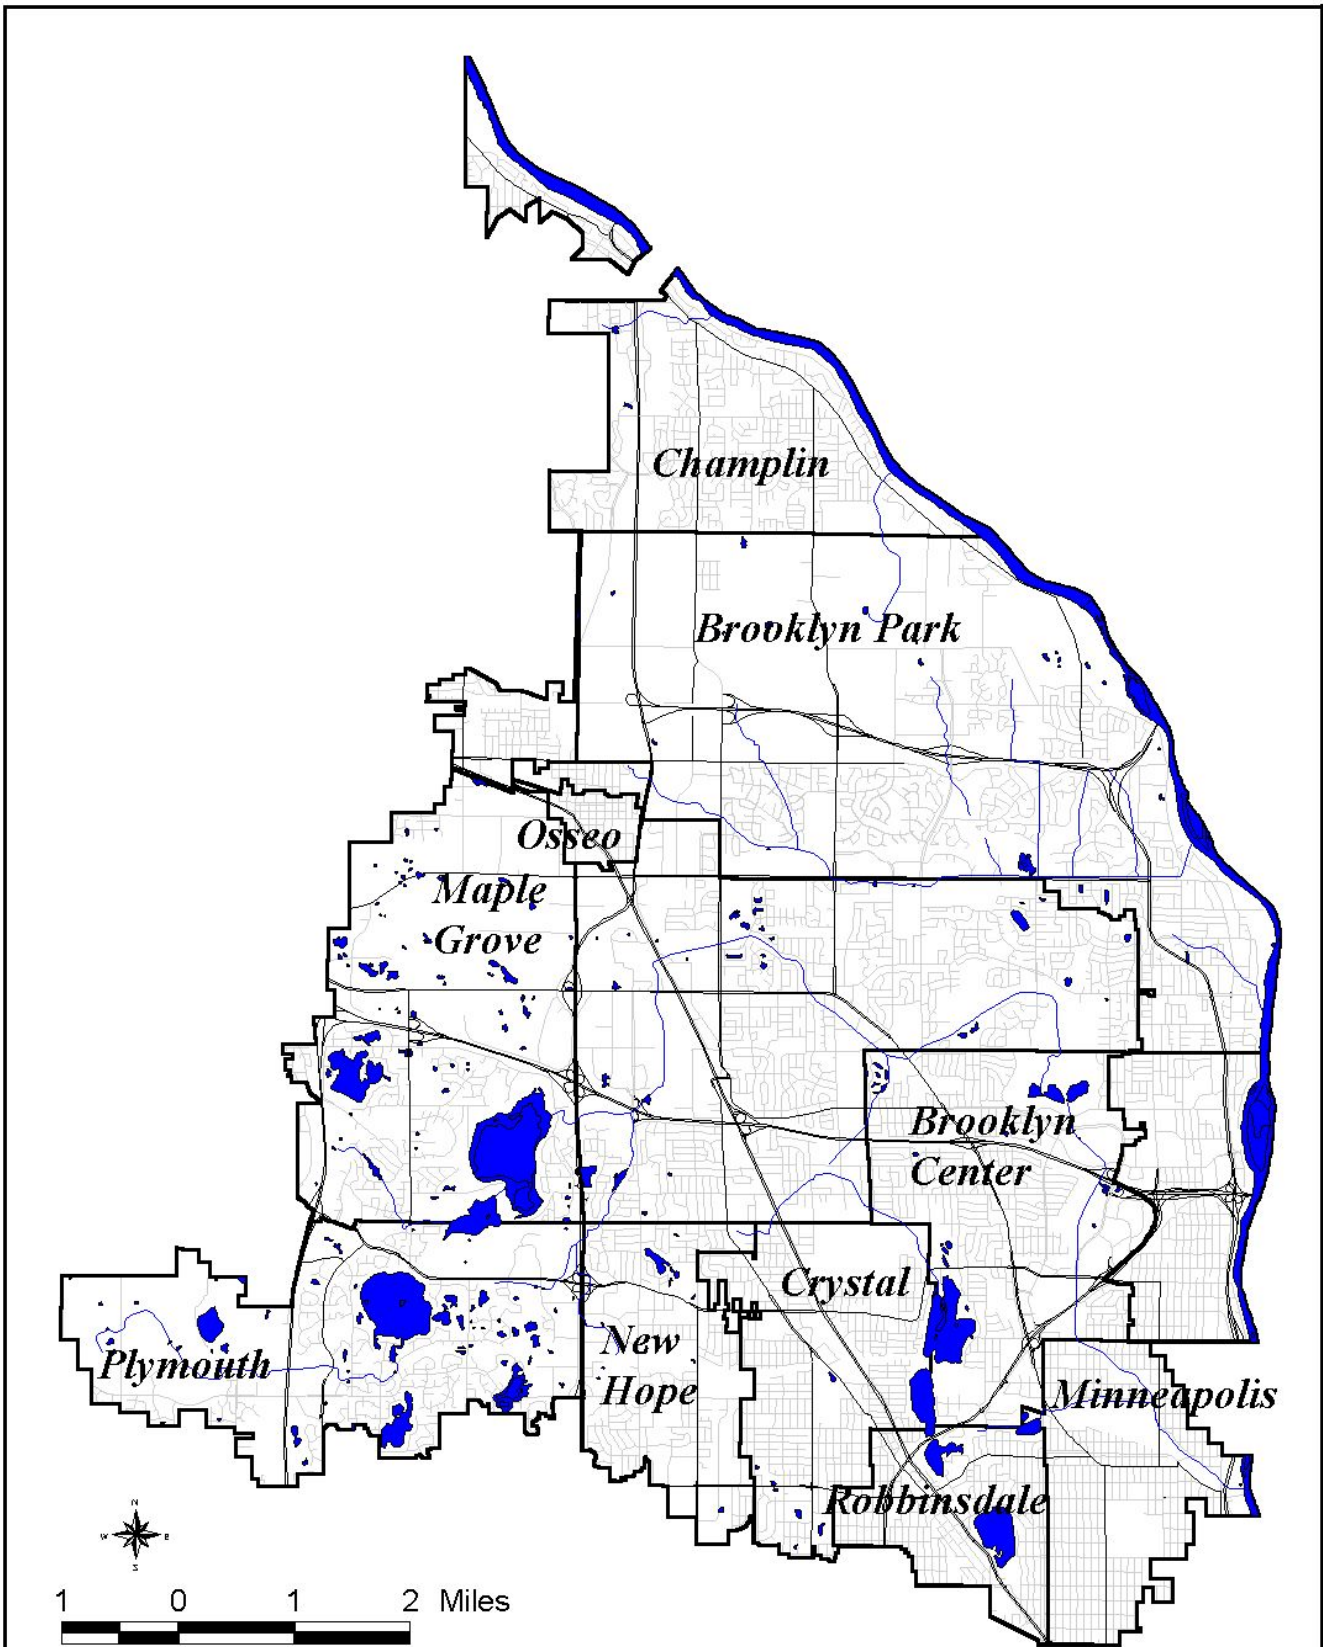 Champlin
Brooklyn Park
Osseo
Maple
Grove
Brooklyn
Center
Crystal
New
Hope
Plymouth
Minneapolis
Robbinsdale
N
W E
S
1 0 1 2 Miles